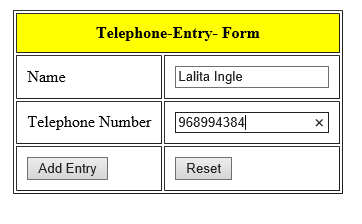 Telephone-Entry- Form
Name Lalita Ingle
Telephone Number 968994384
Add Entry Reset